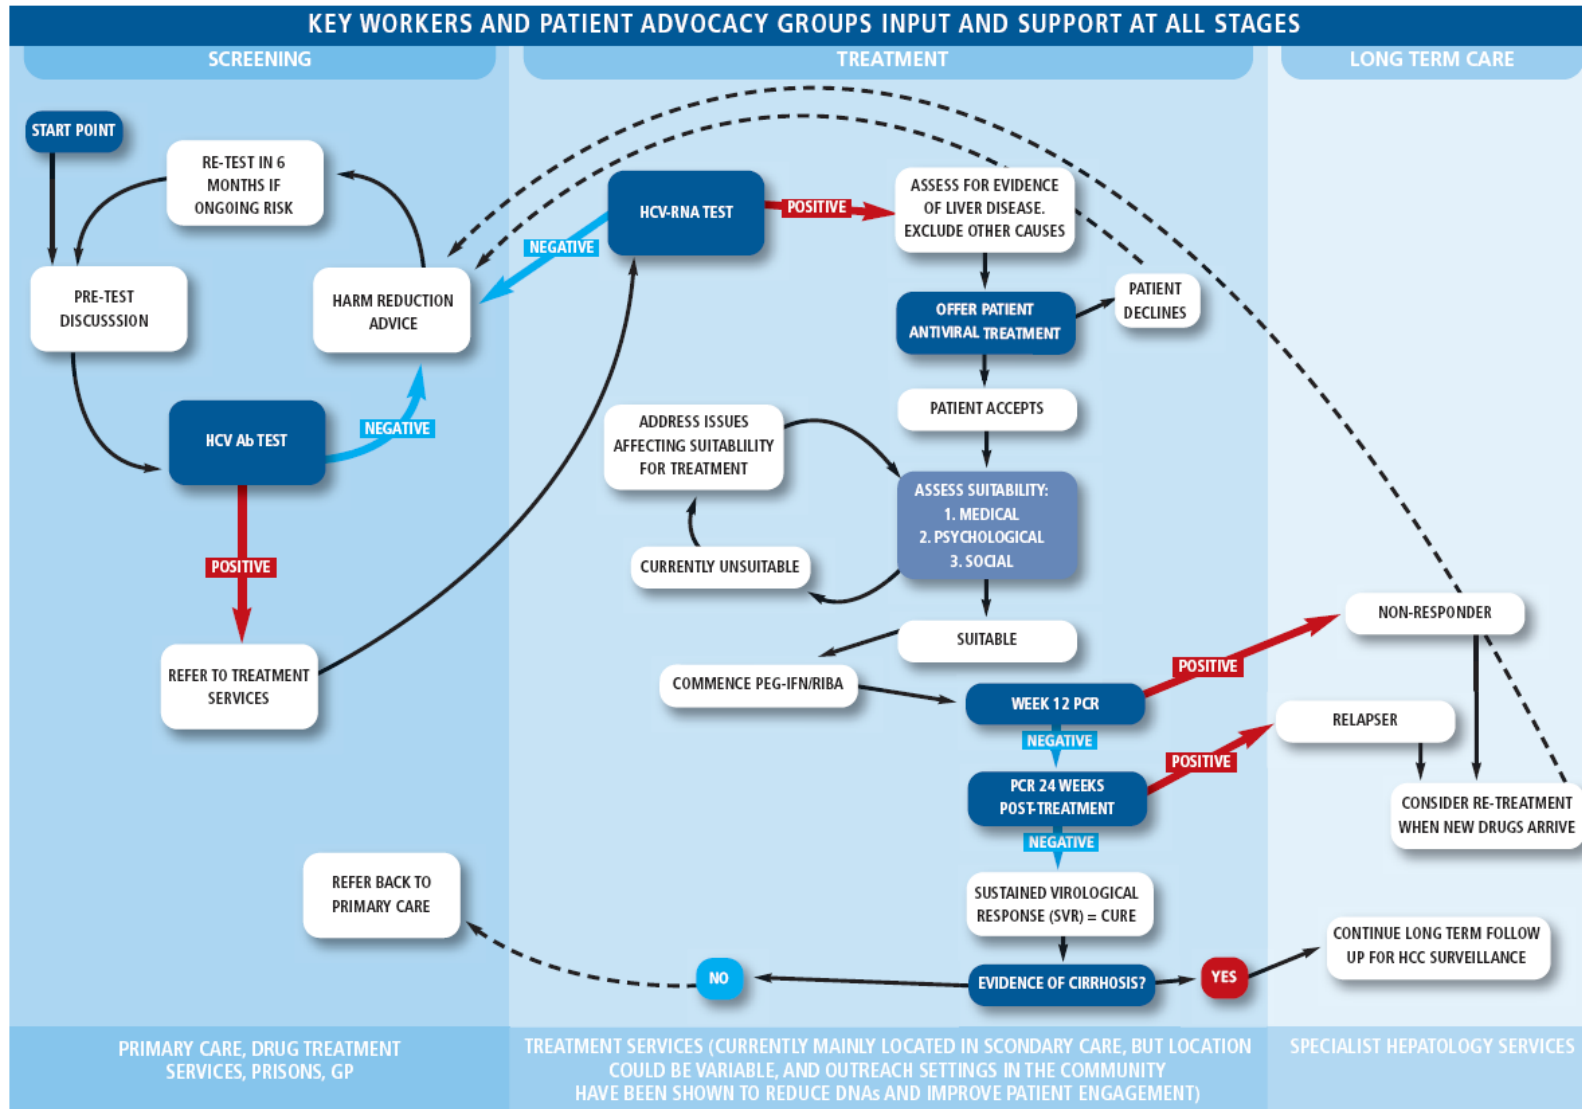 KEY WORKERS AND PATIENT ADVOCACY GROUPS INPUT AND SUPPORT AT ALL STAGES
SCREENING
TREATMENT
LONG TERM CARE
START POINT
RE-TEST IN 6
MONTHS IF
ONGOING RISK
PRE-TEST
DISCUSSSION
HARM REDUCTION
ADVICE
HCV Ab TEST
NEGATIVE
POSITIVE
REFER TO TREATMENT
SERVICES
REFER BACK TO
PRIMARY CARE
HCV-RNA TEST
NEGATIVE
POSITIVE
ASSESS FOR EVIDENCE
OF LIVER DISEASE.
EXCLUDE OTHER CAUSES
OFFER PATIENT
ANTIVIRAL TREATMENT
PATIENT
DECLINES
PATIENT ACCEPTS
ADDRESS ISSUES
AFFECTING SUITABLILITY
FOR TREATMENT
ASSESS SUITABILITY:
1. MEDICAL
2. PSYCHOLOGICAL
3. SOCIAL
CURRENTLY UNSUITABLE
SUITABLE
COMMENCE PEG-IFN/RIBA
WEEK 12 PCR
POSITIVE
NEGATIVE
PCR 24 WEEKS
POST-TREATMENT
POSITIVE
NEGATIVE
SUSTAINED VIROLOGICAL
RESPONSE (SVR) = CURE
EVIDENCE OF CIRRHOSIS?
NO
YES
NON-RESPONDER
RELAPSER
CONSIDER RE-TREATMENT
WHEN NEW DRUGS ARRIVE
CONTINUE LONG TERM FOLLOW
UP FOR HCC SURVEILLANCE
PRIMARY CARE, DRUG TREATMENT
SERVICES, PRISONS, GP
TREATMENT SERVICES (CURRENTLY MAINLY LOCATED IN SCONDARY CARE, BUT LOCATION
COULD BE VARIABLE, AND OUTREACH SETTINGS IN THE COMMUNITY
HAVE BEEN SHOWN TO REDUCE DNAs AND IMPROVE PATIENT ENGAGEMENT)
SPECIALIST HEPATOLOGY SERVICES